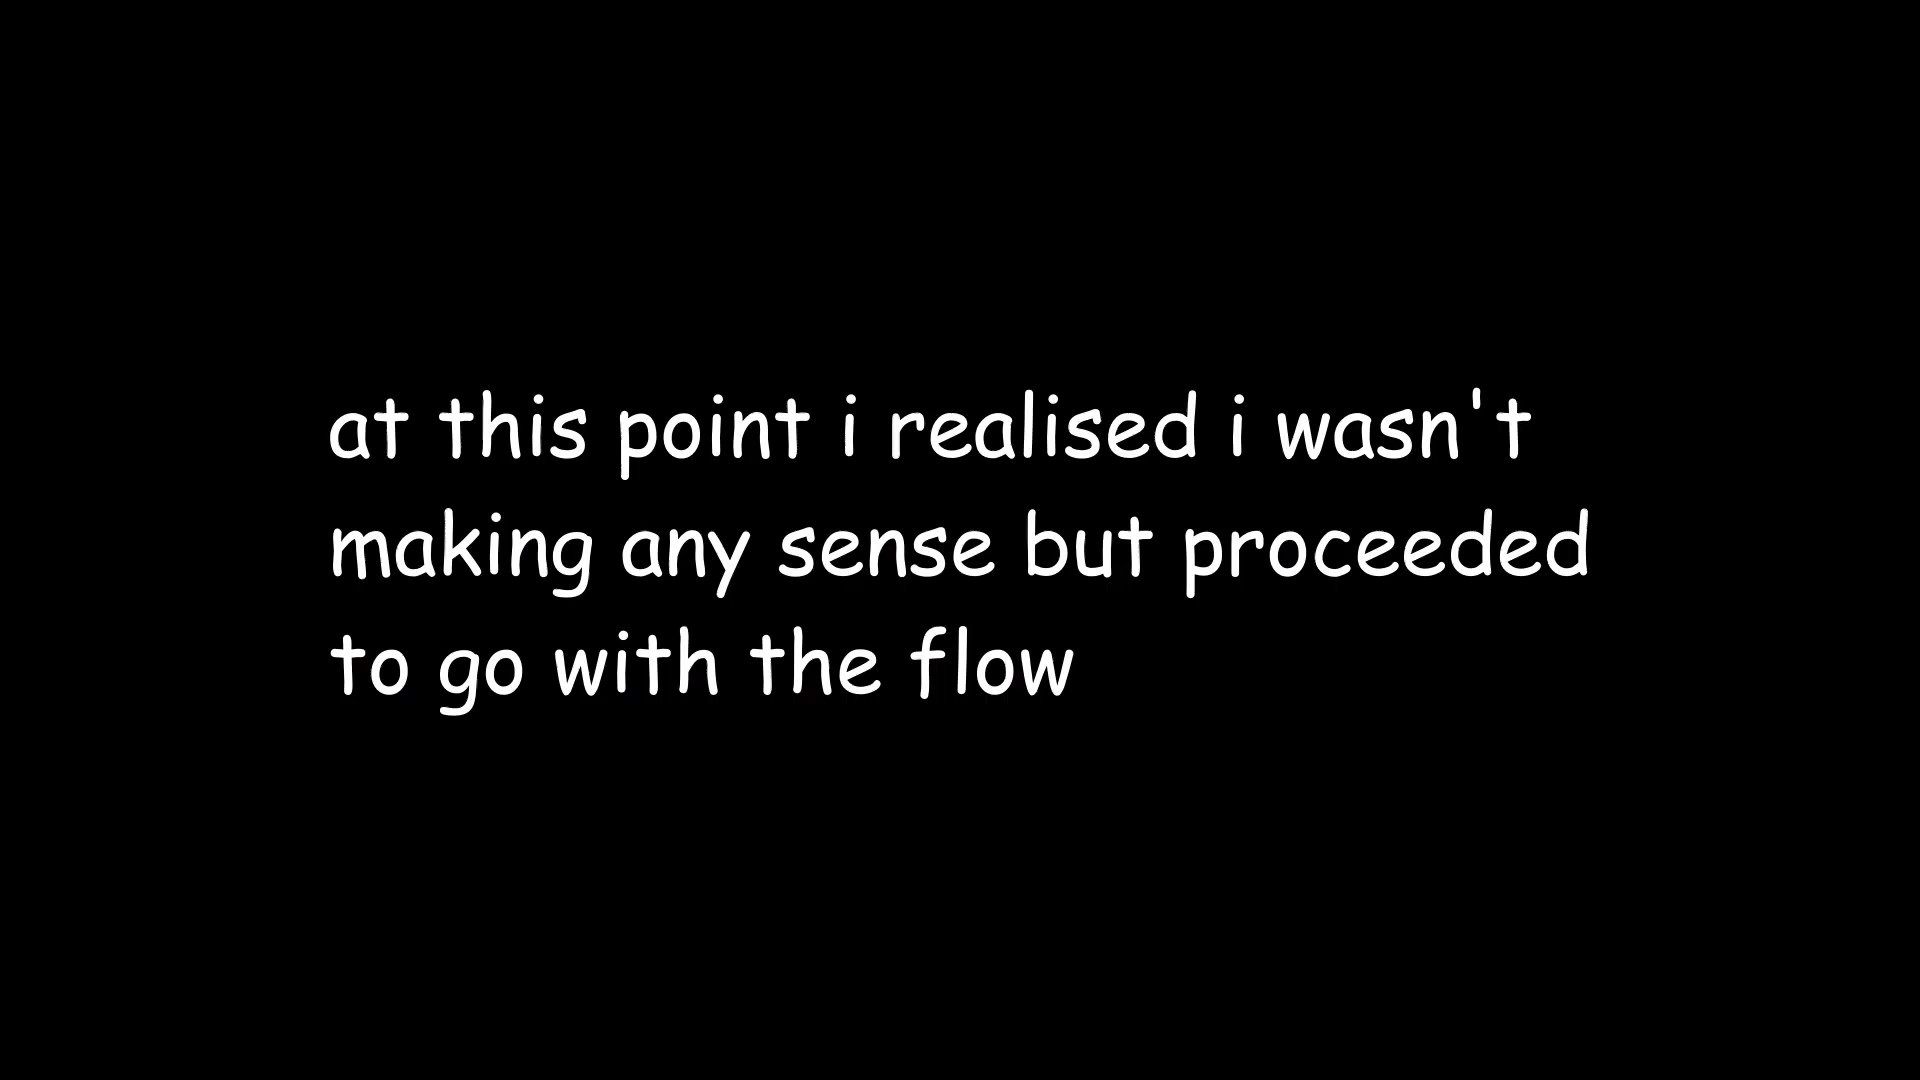 at this point i realised i wasn't
making any sense but proceeded
to go with the flow